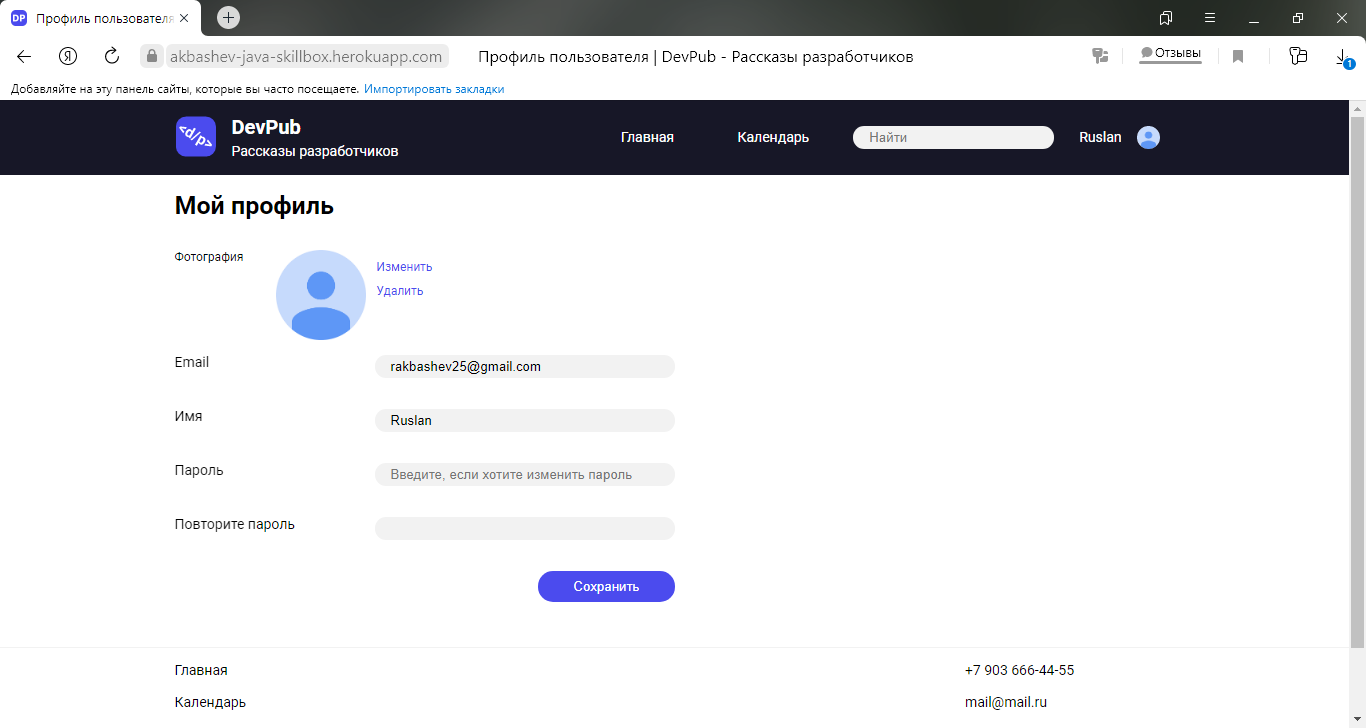 DP Профиль пользователя
akbashev-java-skillbox.herokuapp.com Профиль пользователя | DevPub - Рассказы разработчиков Отзывы 1
Добавляйте на эту панель сайты, которые вы часто посещаете. Импортировать закладки
<d/p> DevPub
Рассказы разработчиков
Главная Календарь Найти Ruslan
Мой профиль
Фотография
Изменить
Удалить
Email rakbashev25@gmail.com
Имя Ruslan
Пароль Введите, если хотите изменить пароль
Повторите пароль
Сохранить
Главная +7 903 666-44-55
Календарь mail@mail.ru